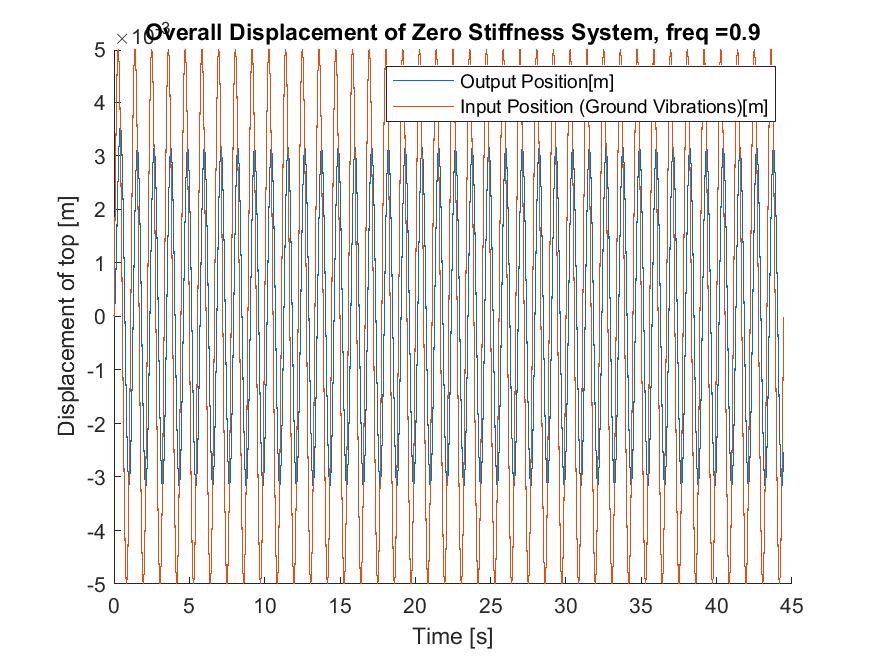 ×10-3
Overall Displacement of Zero Stiffness System, freq =0.9
Output Position[m]
Input Position (Ground Vibrations)[m]
5
4
3
2
1
0
-1
-2
-3
-4
-5
Displacement of top [m]
0 5 10 15 20 25 30 35 40 45
Time [s]